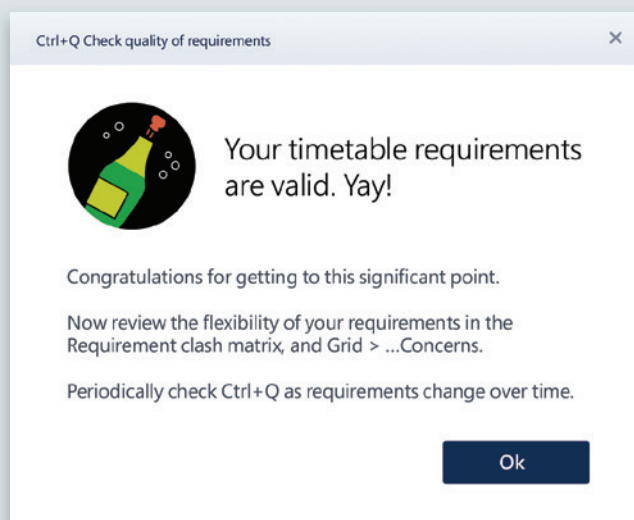 Ctrl+Q Check quality of requirements
Your timetable requirements
are valid. Yay!
Congratulations for getting to this significant point.
Now review the flexibility of your requirements in the
Requirement clash matrix, and Grid > ...Concerns.
Periodically check Ctrl+Q as requirements change over time.
Ok